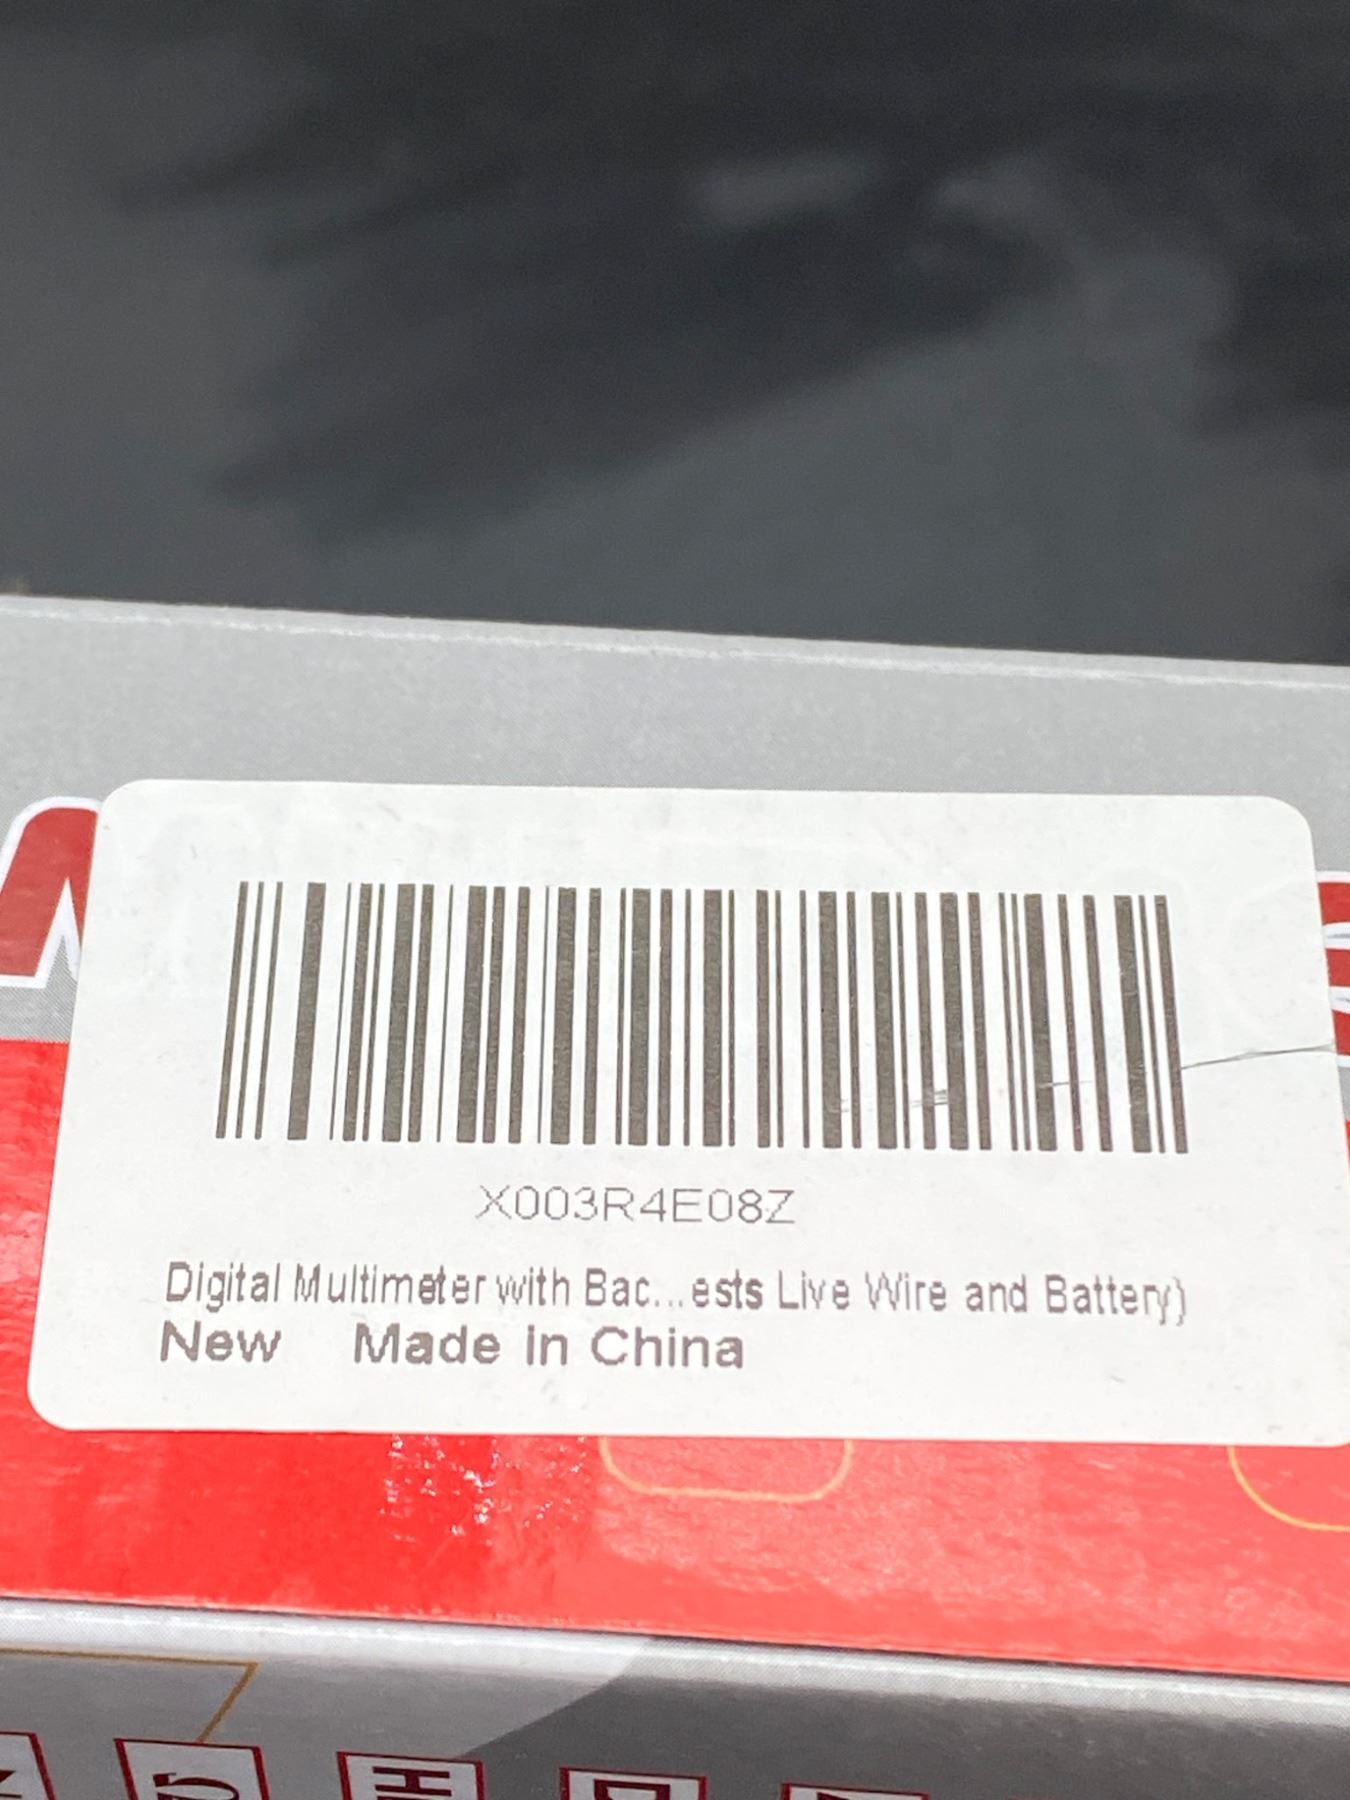 X003R4E08Z
Digital Multimeter with Bac...ests Live Wire and Battery)
New Made in China